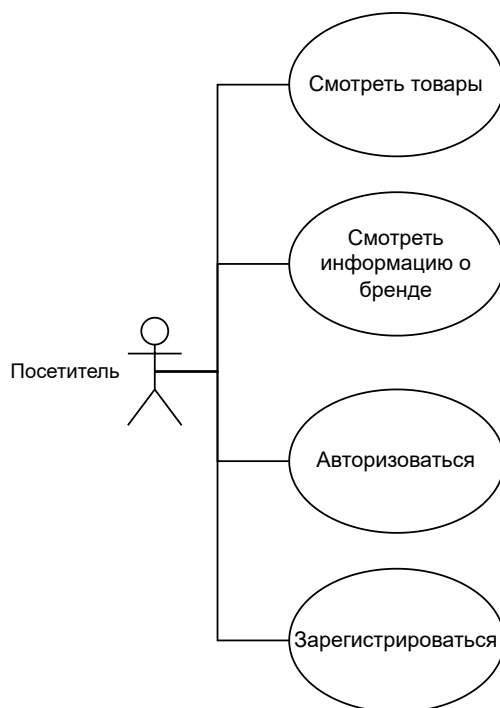 Смотреть товары
Смотреть
информацию о
бренде
Посетитель
Авторизоваться
Зарегистрироваться